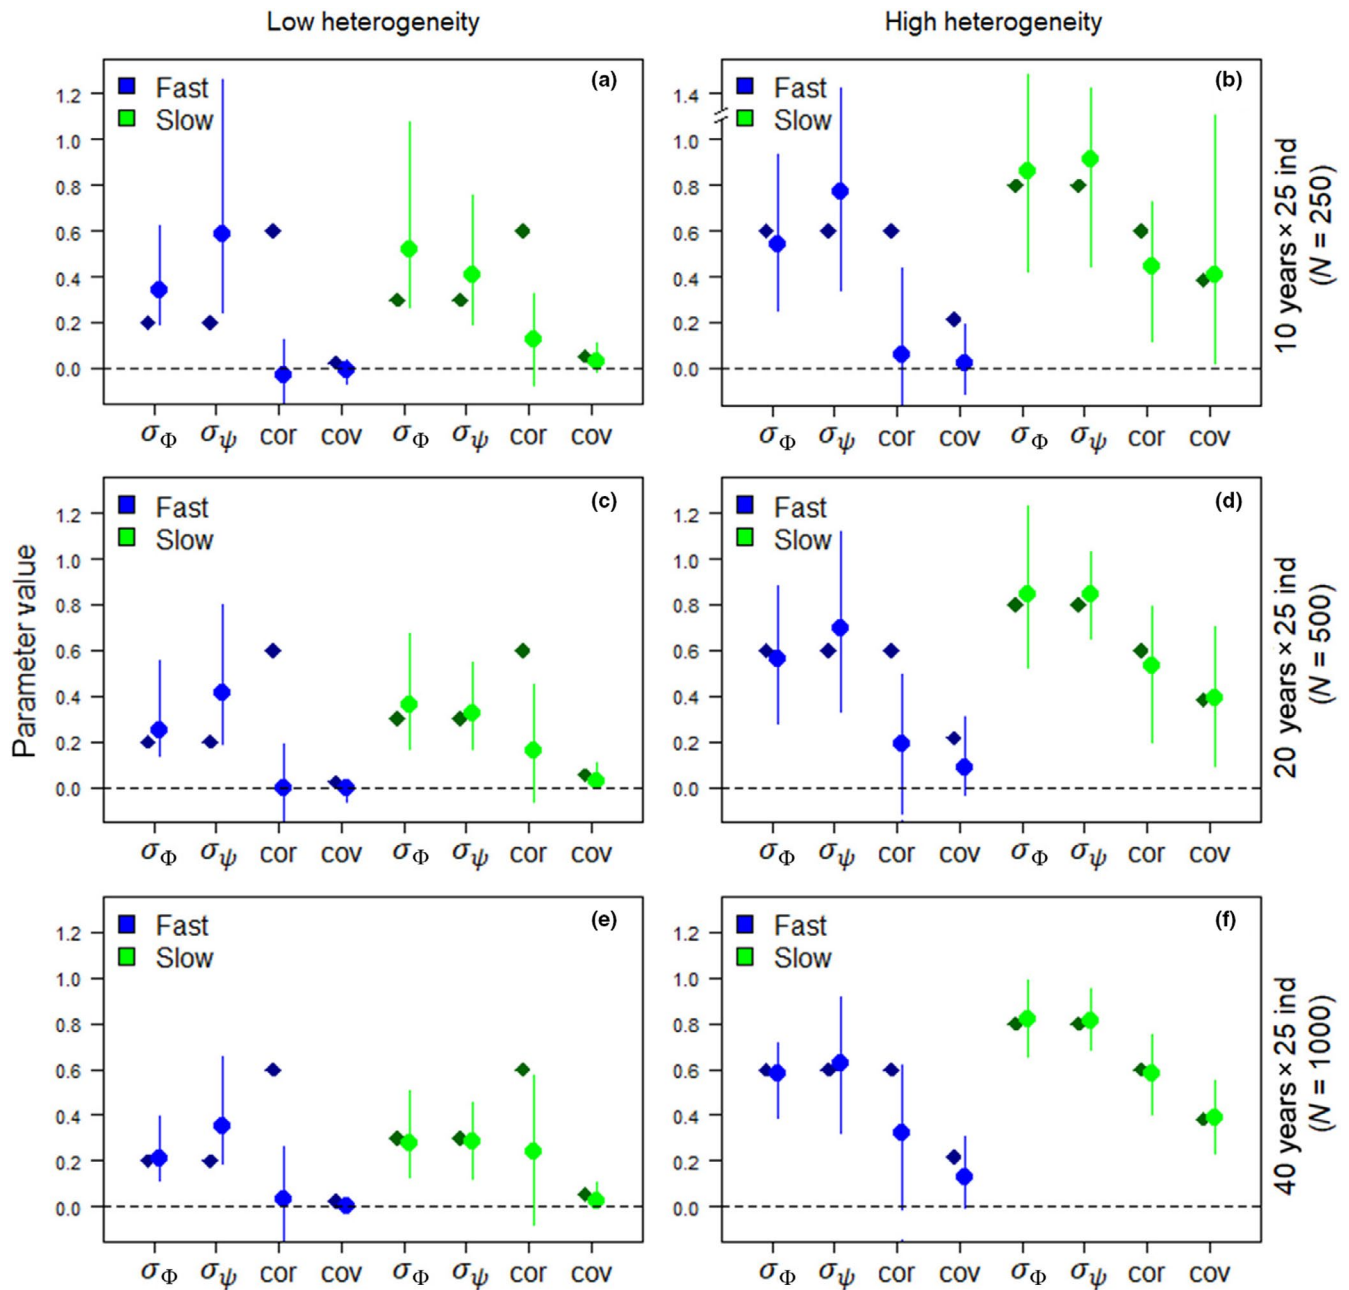 Low heterogeneity
High heterogeneity
Fast
Slow
(a)
1.2
1.0
0.8
0.6
0.4
0.2
0.0
σΦ σψ cor cov σΦ σψ cor cov
Fast
Slow
(b)
1.4
1.0
0.8
0.6
0.4
0.2
0.0
σΦ σψ cor cov σΦ σψ cor cov
10 years × 25 ind
(N = 250)
Parameter value
Fast
Slow
(c)
1.2
1.0
0.8
0.6
0.4
0.2
0.0
σΦ σψ cor cov σΦ σψ cor cov
Fast
Slow
(d)
1.2
1.0
0.8
0.6
0.4
0.2
0.0
σΦ σψ cor cov σΦ σψ cor cov
20 years × 25 ind
(N = 500)
Fast
Slow
(e)
1.2
1.0
0.8
0.6
0.4
0.2
0.0
σΦ σψ cor cov σΦ σψ cor cov
Fast
Slow
(f)
1.2
1.0
0.8
0.6
0.4
0.2
0.0
σΦ σψ cor cov σΦ σψ cor cov
40 years × 25 ind
(N = 1000)